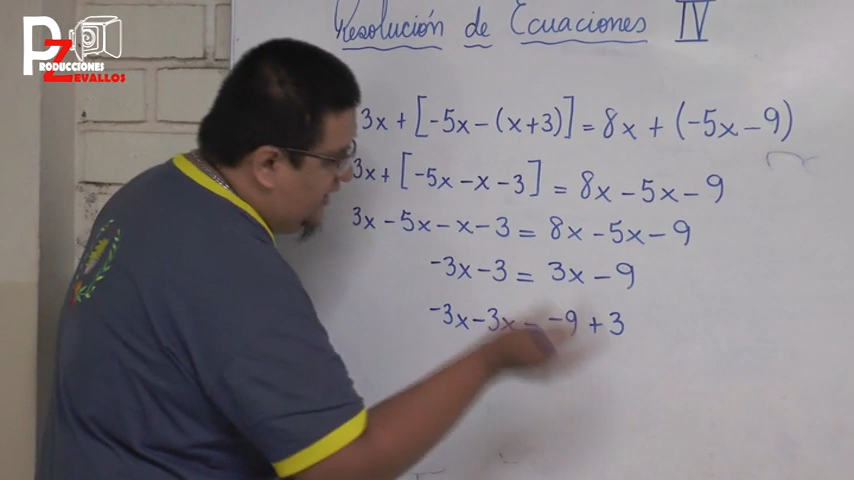 PZ
PRODUCCIONES
ZEVALLOS
Resolución de Ecuaciones IV
3x + [-5x - (x+3)] = 8x + (-5x - 9)
3x + [-5x - x - 3] = 8x - 5x - 9
3x - 5x - x - 3 = 8x - 5x - 9
-3x - 3 = 3x - 9
-3x - 3x = -9 + 3